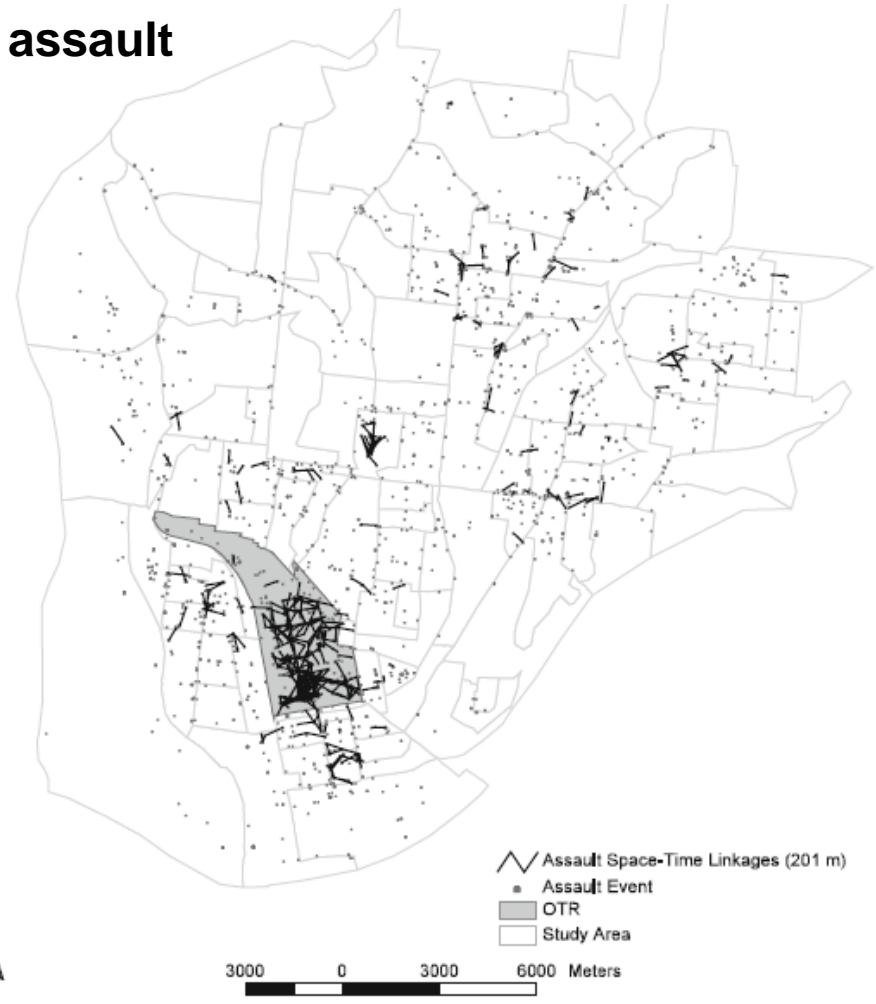 assault
Assault Space-Time Linkages (201 m)
Assault Event
OTR
Study Area
3000 0 3000 6000 Meters